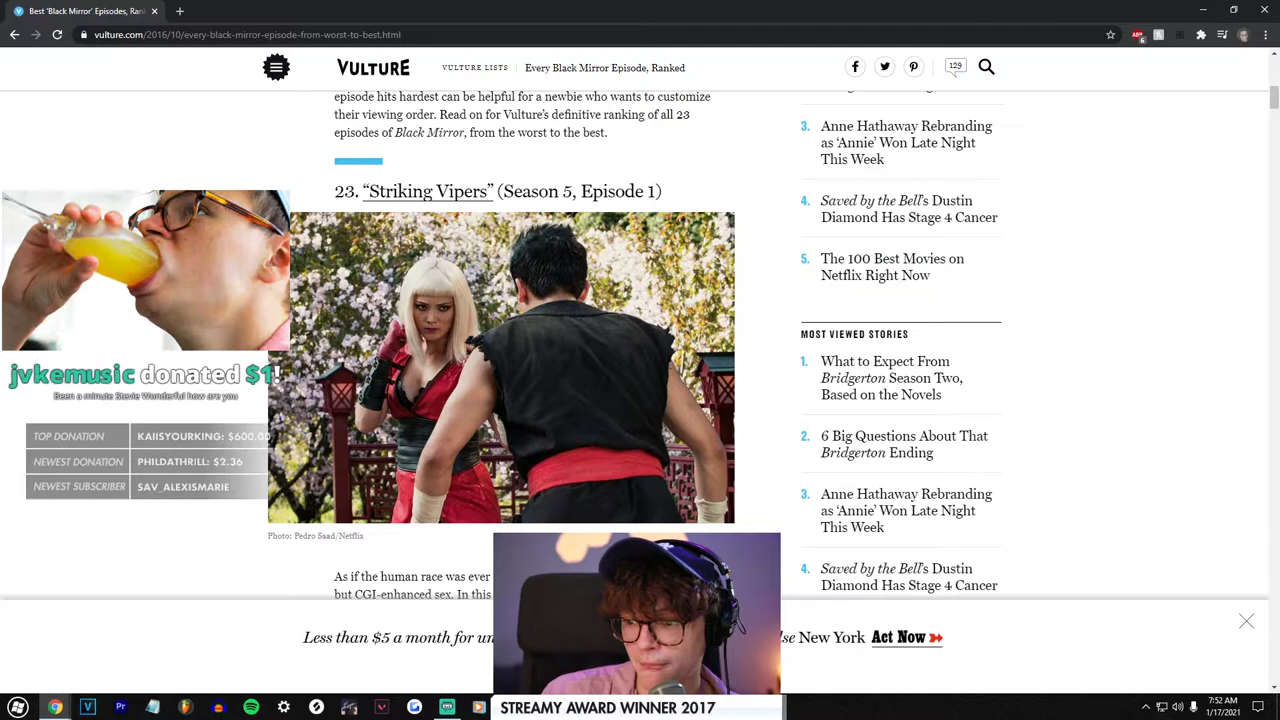 Best 'Black Mirror' Episodes
vulture.com/2016/10/every-black-mirror-episode-from-worst-to-best.html
VULTURE
VULTURE LISTS
Every Black Mirror Episode, Ranked
129
episode hits hardest can be helpful for a newbie who wants to customize
their viewing order. Read on for Vulture's definitive ranking of all 23
episodes of Black Mirror, from the worst to the best.
23. “Striking Vipers” (Season 5, Episode 1)
jvkemusic donated $1!
Been a minute Stevie Wonderful how are you
TOP DONATION KAIISYOURKING: $600.00
NEWEST DONATION PHILDATHRILL: $2.36
NEWEST SUBSCRIBER SAV_ALEXISMARIE
Photo: Pedro Saad/Netflix
As if the human race was ever
but CGI-enhanced sex. In this
3. Anne Hathaway Rebranding
as ‘Annie’ Won Late Night
This Week
4. Saved by the Bell’s Dustin
Diamond Has Stage 4 Cancer
5. The 100 Best Movies on
Netflix Right Now
MOST VIEWED STORIES
1. What to Expect From
Bridgerton Season Two,
Based on the Novels
2. 6 Big Questions About That
Bridgerton Ending
3. Anne Hathaway Rebranding
as ‘Annie’ Won Late Night
This Week
4. Saved by the Bell’s Dustin
Diamond Has Stage 4 Cancer
Less than $5 a month for un
New York Act Now
STREAMY AWARD WINNER 2017
7:52 AM
1/17/2021